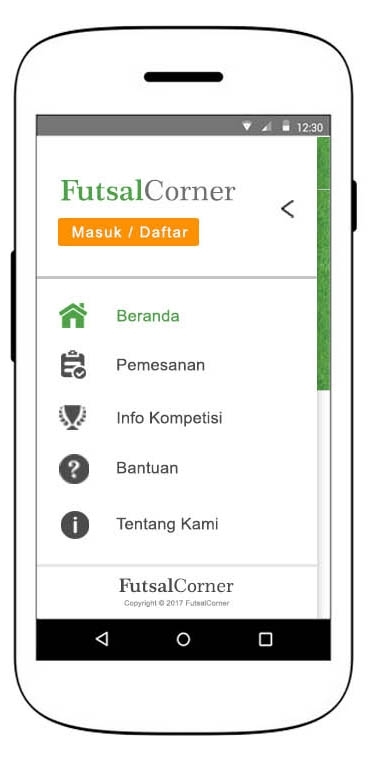 12:30
FutsalCorner
Masuk / Daftar
Beranda
Pemesanan
Info Kompetisi
Bantuan
Tentang Kami
FutsalCorner
Copyright © 2017 FutsalCorner